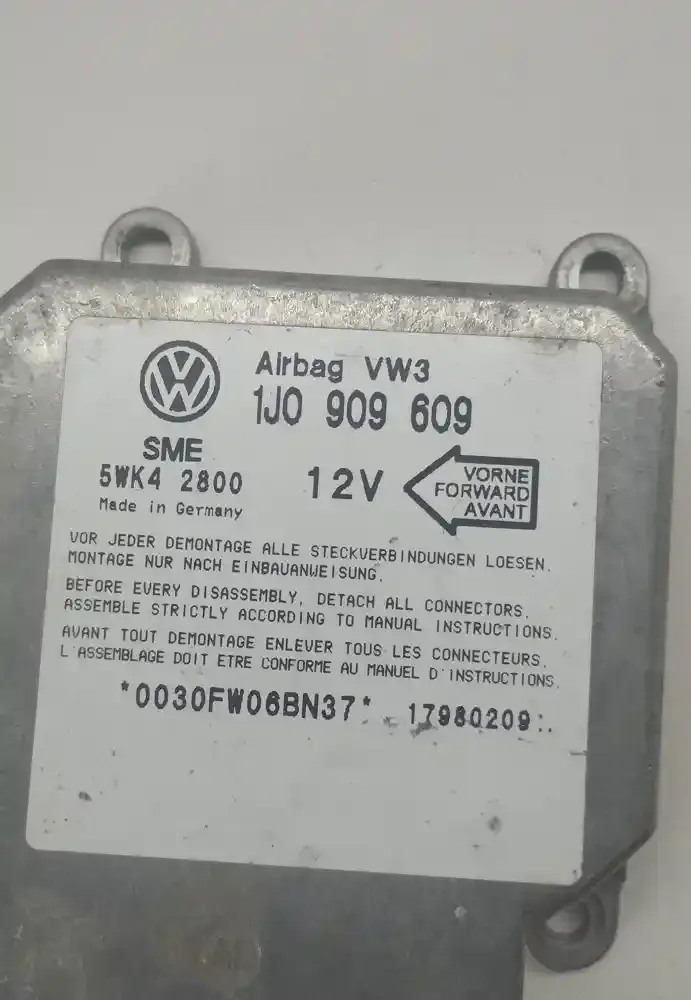 Airbag VW3
1J0 909 609
SME
5WK4 2800
Made in Germany
12V
VORNE
FORWARD
AVANT
VOR JEDER DEMONTAGE ALLE STECKVERBINDUNGEN LOESEN.
MONTAGE NUR NACH EINBAUANWEISUNG.
BEFORE EVERY DISASSEMBLY, DETACH ALL CONNECTORS.
ASSEMBLE STRICTLY ACCORDING TO MANUAL INSTRUCTIONS.
AVANT TOUT DEMONTAGE ENLEVER TOUS LES CONNECTEURS.
L'ASSEMBLAGE DOIT ETRE CONFORME AU MANUEL D'INSTRUCTIONS.
*0030FW06BN37* 17980209:.